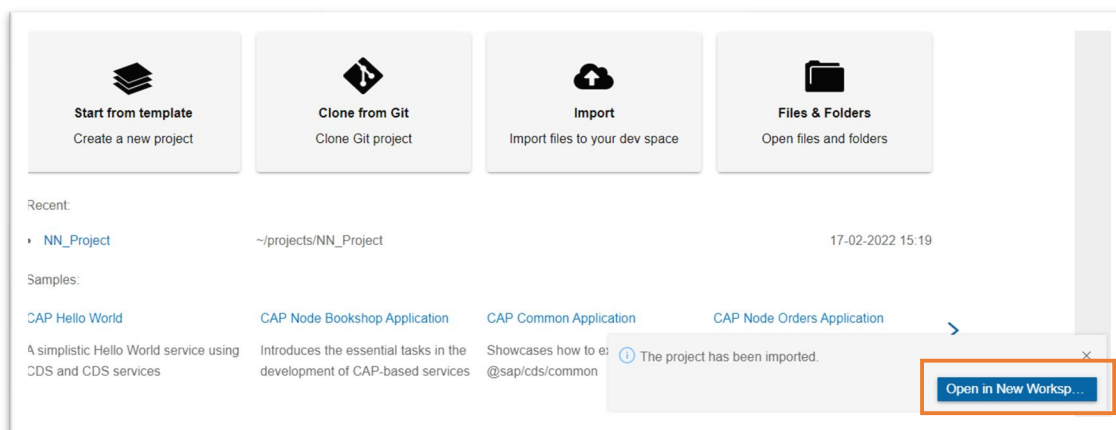 Start from template
Create a new project
Clone from Git
Clone Git project
Import
Import files to your dev space
Files & Folders
Open files and folders
Recent:
NN_Project
~/projects/NN_Project
17-02-2022 15:19
Samples:
CAP Hello World
A simplistic Hello World service using
CDS and CDS services
CAP Node Bookshop Application
Introduces the essential tasks in the
development of CAP-based services
CAP Common Application
Showcases how to e
@sap/cds/common
CAP Node Orders Application
The project has been imported.
Open in New Worksp...